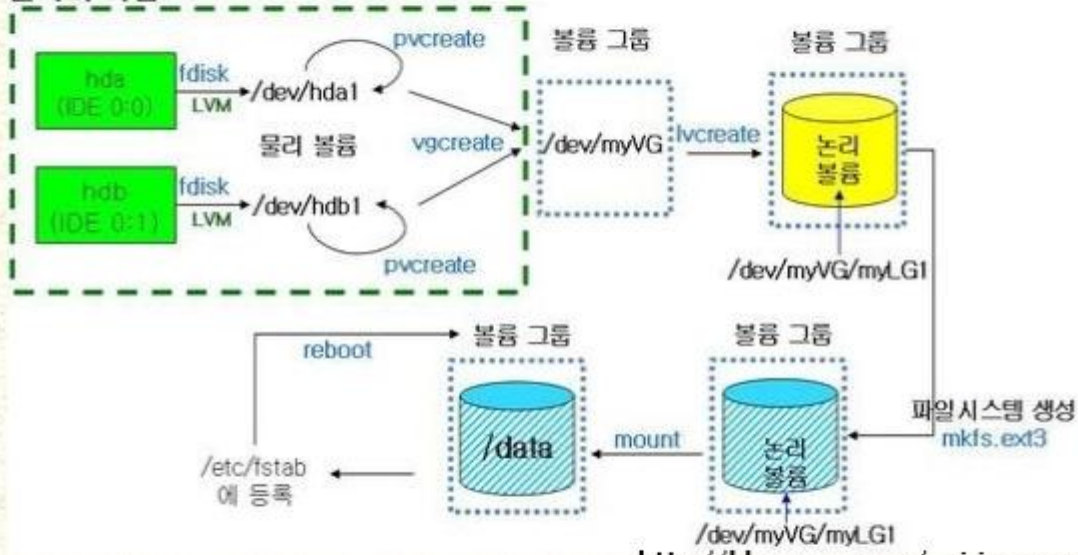 pvcreate
볼륨 그룹
볼륨 그룹
hda
(IDE 0:0)
fdisk
LVM
/dev/hda1
물리 볼륨
vgcreate
/dev/myVG
lvcreate
논리
볼륨
hdb
(IDE 0:1)
fdisk
LVM
/dev/hdb1
pvcreate
/dev/myVG/myLG1
reboot
볼륨 그룹
볼륨 그룹
파일시스템 생성
mkfs.ext3
/data
mount
논리
볼륨
/etc/fstab
에 등록
/dev/myVG/myLG1